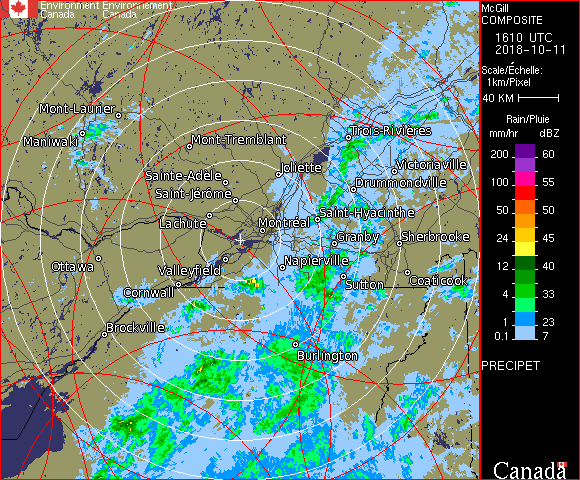 Environment Environnement
Canada Canada
McGill
COMPOSITE
1610 UTC
2018-10-11
Scale/Échelle:
1km/Pixel
40 KM
Rain/Pluie
mm/hr dBZ
200 60
100 55
50 50
24 45
12 40
4 33
1 23
0.1 7
PRECIPET
Canada
Mont-Laurier
Maniwaki
Mont-Tremblant
Trois-Rivières
Sainte-Adèle
Joliette
Victoriaville
Saint-Jérôme
Drummondville
Lachute
Montréal
Saint-Hyacinthe
Granby
Sherbrooke
Ottawa
Valleyfield
Napierville
Cornwall
Sutton
Coaticook
Brockville
Burlington